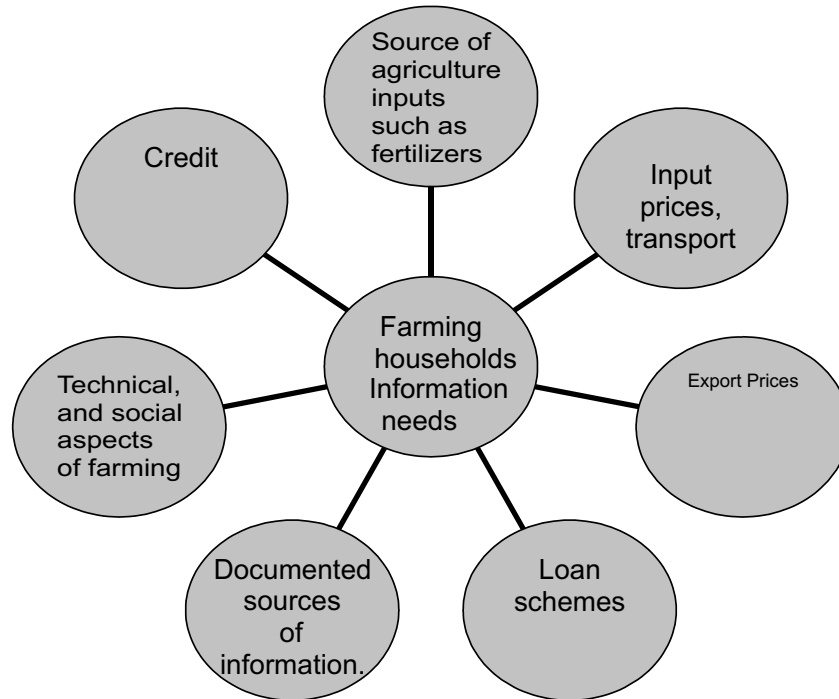 Source of
agriculture
inputs
such as
fertilizers
Credit
Input
prices,
transport
Farming
households
Information
needs
Export Prices
Technical,
and social
aspects
of farming
Documented
sources
of
information.
Loan
schemes